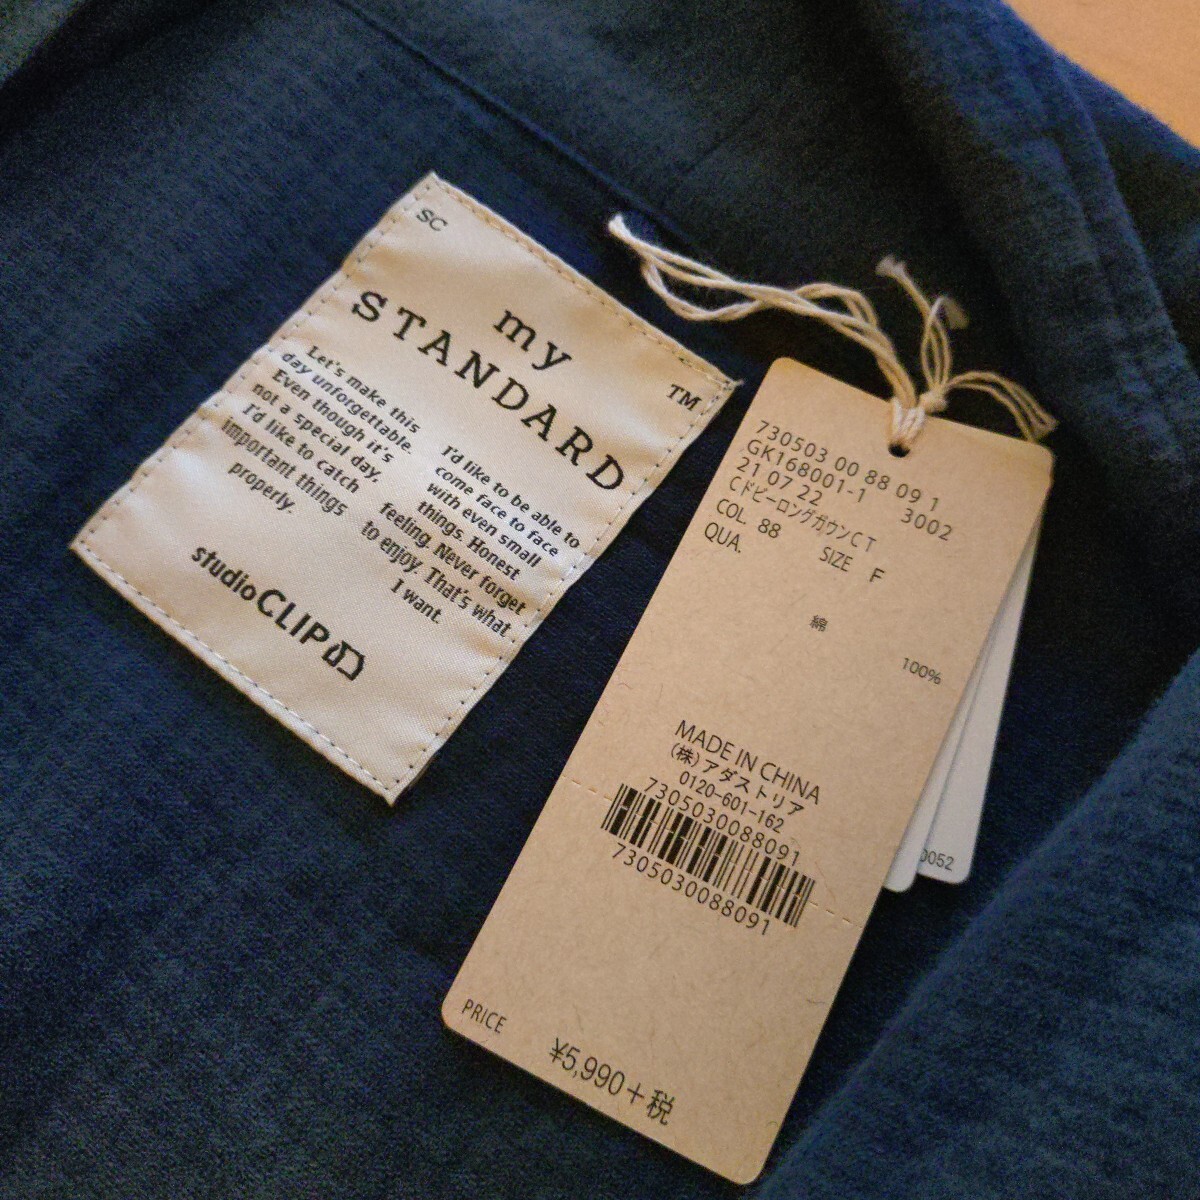 SC
my
STANDARD
TM
Let's make this
day unforgettable.
Even though it's
not a special day,
I'd like to catch
important things
properly.
I'd like to be able to
come face to face
with even small
things. Honest
feeling. Never forget
to enjoy. That's what
I want.
studioCLIP
730503 00 88 09 1
GK168001-1 3002
21 07 22
CドビーロングガウンCT
COL. 88 SIZE F
QUA.
綿 100%
MADE IN CHINA
(株)アダストリア
0120-601-162
7305030088091
7305030088091
PRICE
¥5,990+税
0052